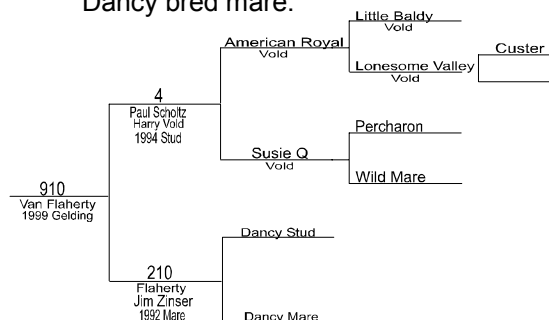 Dancy bred mare.
Little Baldy
Vold
American Royal
Vold
Custer
Lonesome Valley
Vold
4
Paul Scholtz
Harry Vold
1994 Stud
Percharon
Susie Q
Vold
Wild Mare
910
Van Flaherty
1999 Gelding
Dancy Stud
210
Flaherty
Jim Zinser
1992 Mare
Dancy Mare